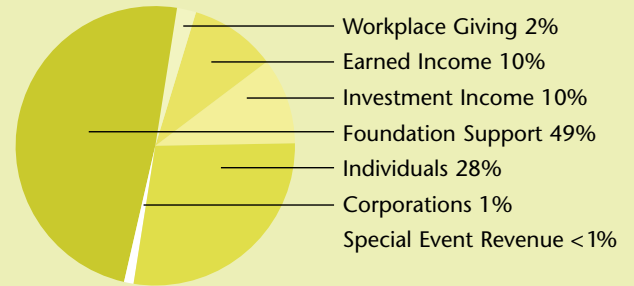 Workplace Giving 2%
Earned Income 10%
Investment Income 10%
Foundation Support 49%
Individuals 28%
Corporations 1%
Special Event Revenue <1%